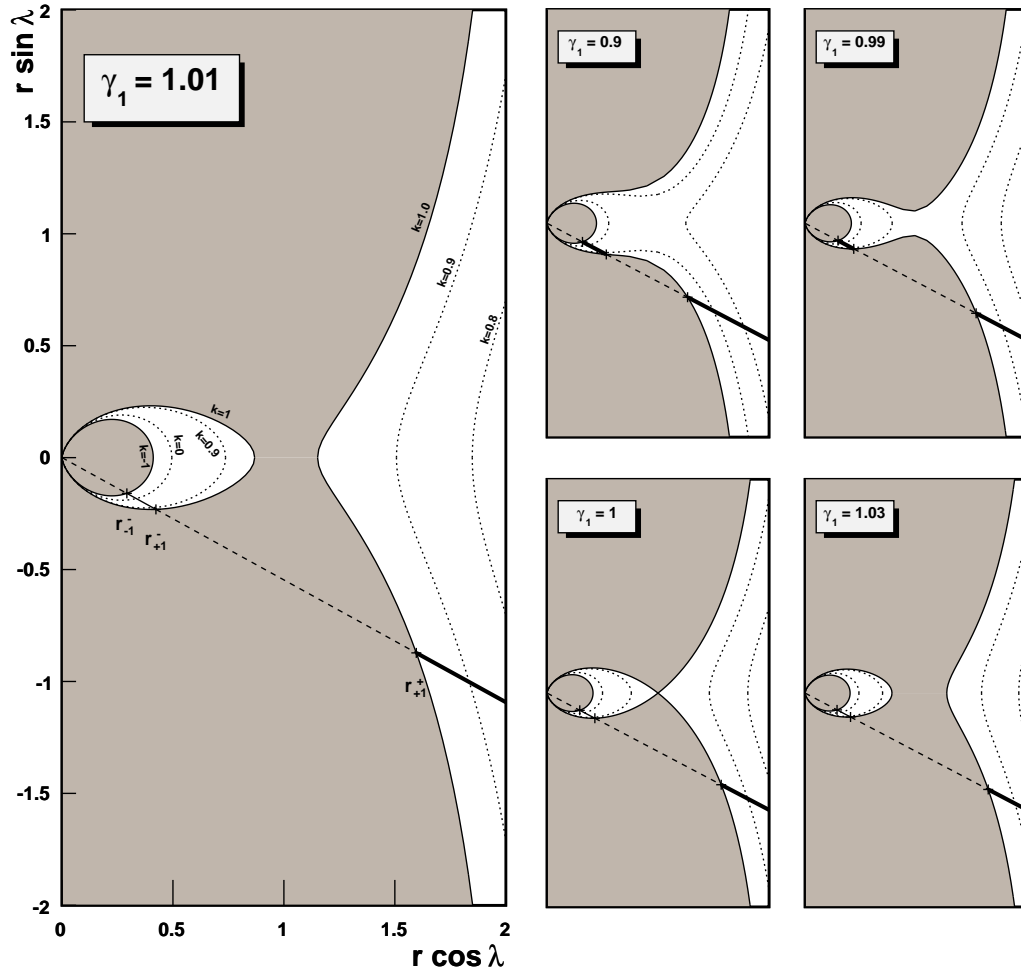 r sin λ
2
1.5
1
0.5
0
-0.5
-1
-1.5
-2
γ₁ = 1.01
k=1.0
k=0.9
k=0.8
k=1
k=0.9
k=0
k=-1
r⁻₋₁
r⁻₊₁
r⁺₊₁
0
0.5
1
1.5
2
r cos λ
γ₁ = 0.9
γ₁ = 0.99
γ₁ = 1
γ₁ = 1.03